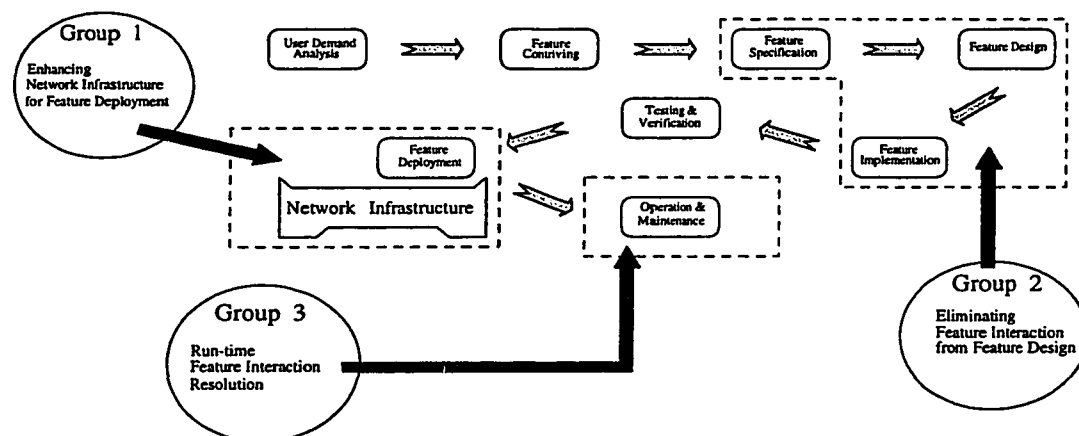 Group 1
Enhancing
Network Infrastructure
for Feature Deployment
User Demand
Analysis
Feature
Contriving
Feature
Specification
Feature Design
Testing &
Verification
Feature
Implementation
Feature
Deployment
Network Infrastructure
Operation &
Maintenance
Group 3
Run-time
Feature Interaction
Resolution
Group 2
Eliminating
Feature Interaction
from Feature Design